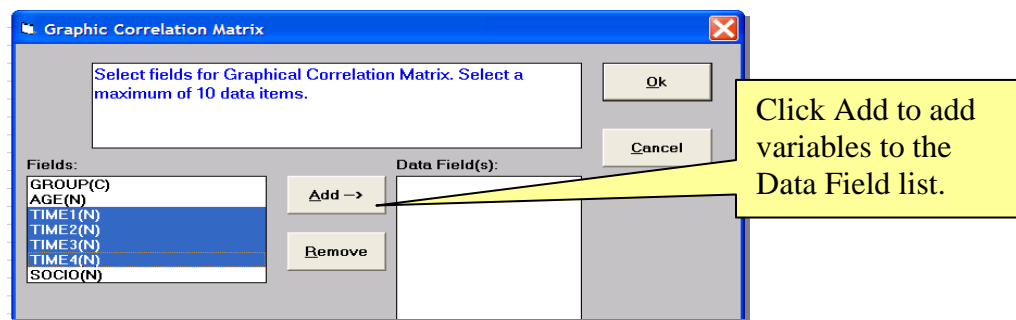 Graphic Correlation Matrix
Select fields for Graphical Correlation Matrix. Select a
maximum of 10 data items.
Ok
Cancel
Click Add to add
variables to the
Data Field list.
Fields:
GROUP(C)
AGE(N)
TIME1(N)
TIME2(N)
TIME3(N)
TIME4(N)
SOCIO(N)
Add -->
Remove
Data Field(s):